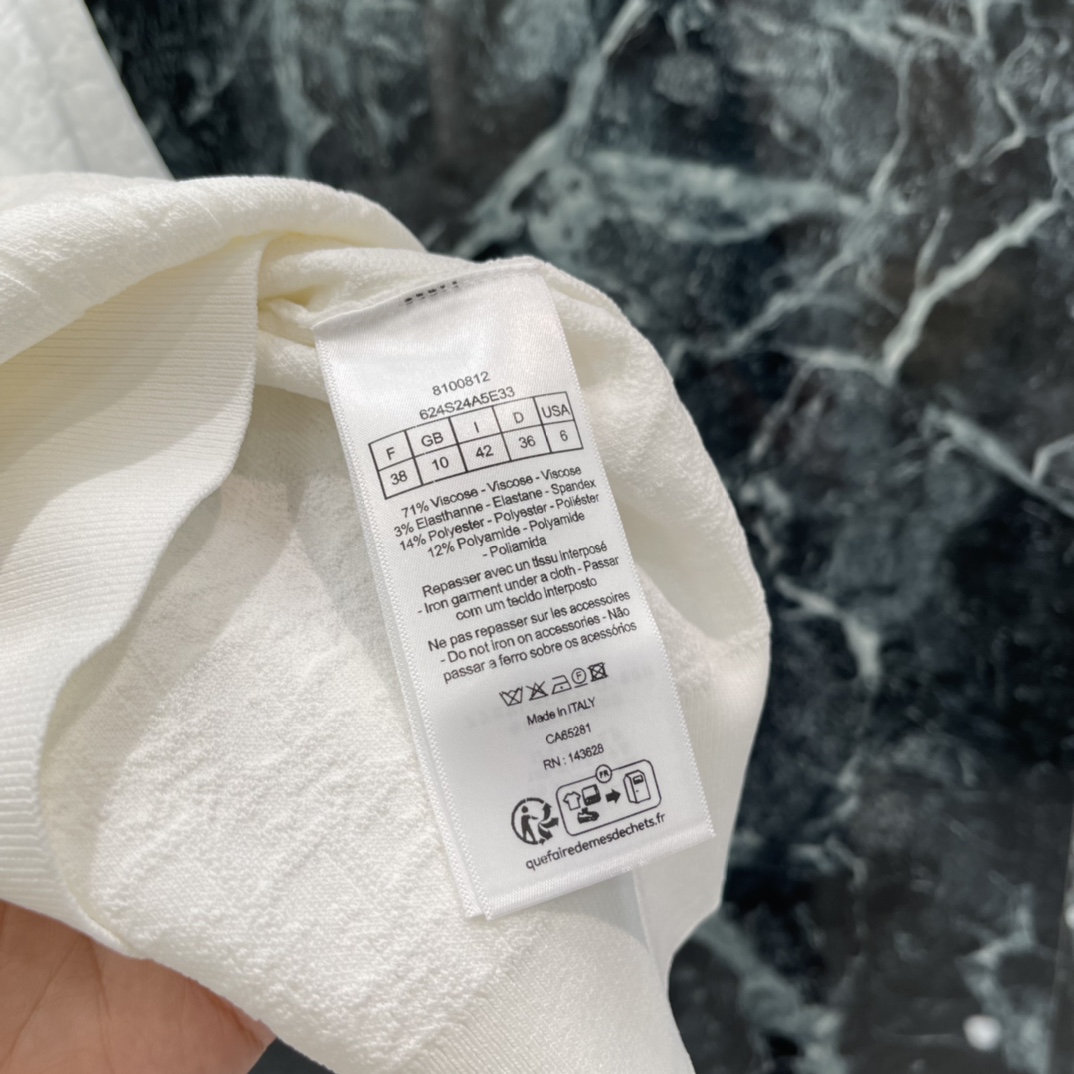 8100812
624S24A5E33
F GB I D USA
38 10 42 36 6
71% Viscose - Viscose - Viscose
3% Elasthanne - Elastane - Spandex
14% Polyester - Polyester - Poliéster
12% Polyamide - Polyamide
- Poliamida
Repasser avec un tissu interposé
- Iron garment under a cloth - Passar
com um tecido interposto
Ne pas repasser sur les accessoires
- Do not iron on accessories - Não
passar a ferro sobre os acessórios
F
Made in ITALY
CA65281
RN : 143628
FR
quefairedemesdechets.fr